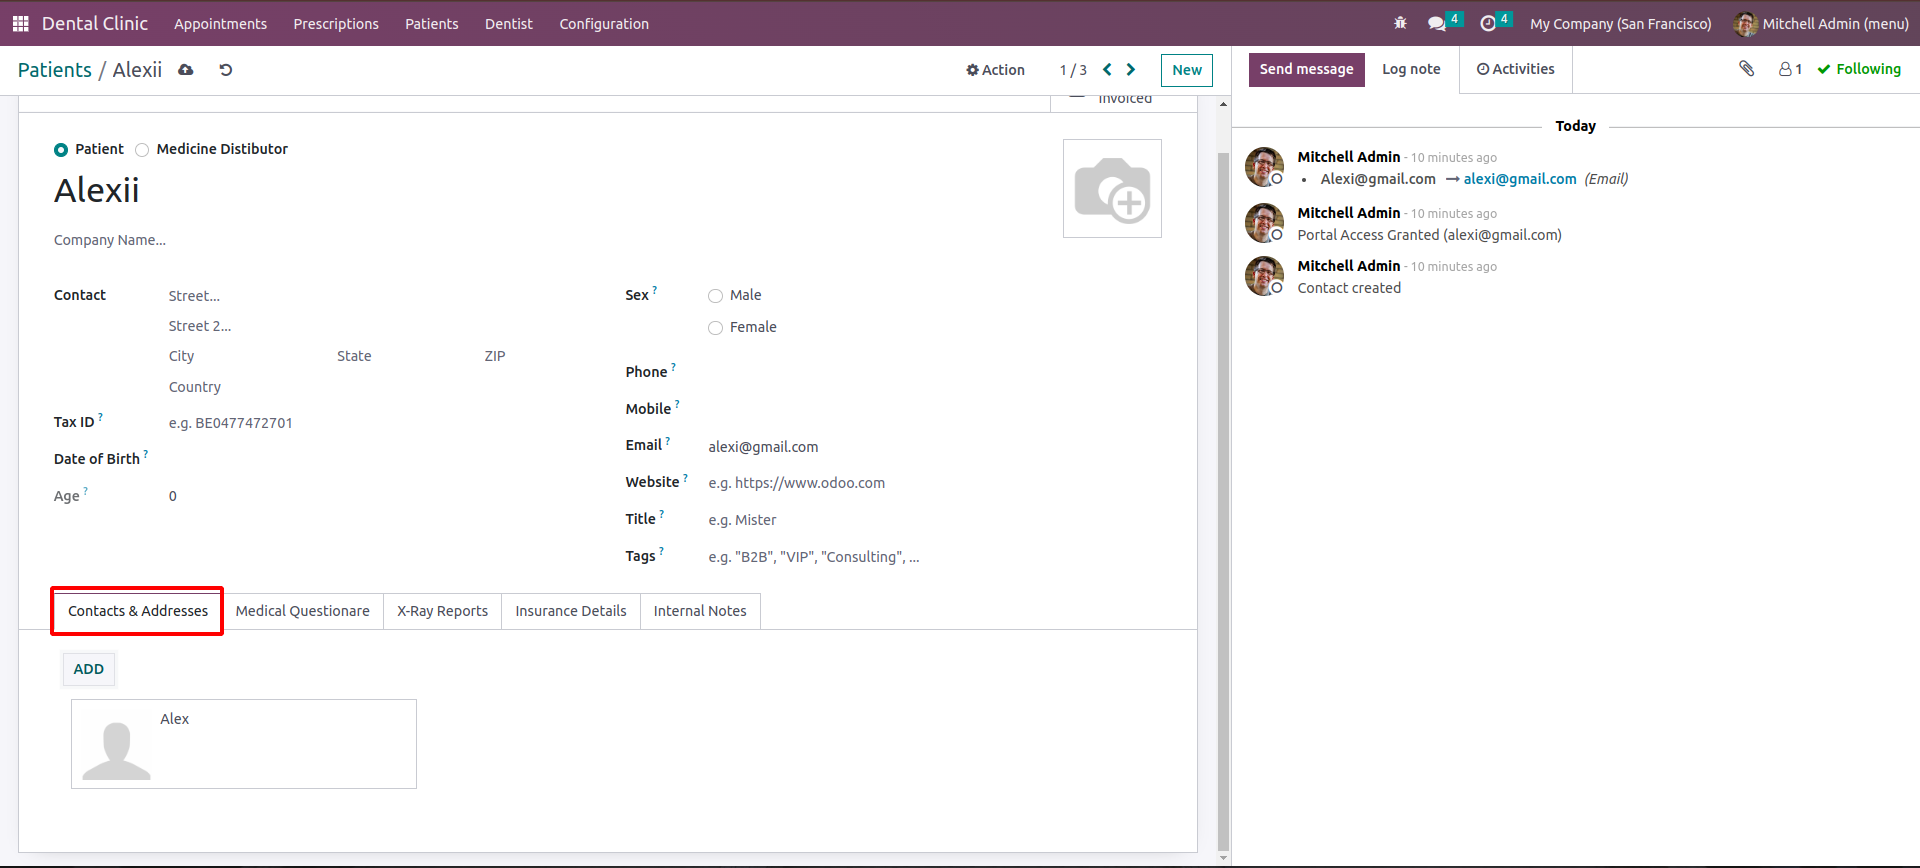 Dental Clinic Appointments Prescriptions Patients Dentist Configuration 4 4 My Company (San Francisco) Mitchell Admin (menu)
Patients / Alexii Action 1 / 3 New
Invoiced
Patient Medicine Distibutor
Alexii
Company Name...
Contact Street...
Street 2...
City State ZIP
Country
Tax ID ? e.g. BE0477472701
Date of Birth ?
Age ? 0
Sex ? Male
Female
Phone ?
Mobile ?
Email ? alexi@gmail.com
Website ? e.g. https://www.odoo.com
Title ? e.g. Mister
Tags ? e.g. "B2B", "VIP", "Consulting", ...
Contacts & Addresses Medical Questionare X-Ray Reports Insurance Details Internal Notes
ADD
Alex
Send message Log note Activities 1 Following
Today
Mitchell Admin - 10 minutes ago
• Alexi@gmail.com → alexi@gmail.com (Email)
Mitchell Admin - 10 minutes ago
Portal Access Granted (alexi@gmail.com)
Mitchell Admin - 10 minutes ago
Contact created